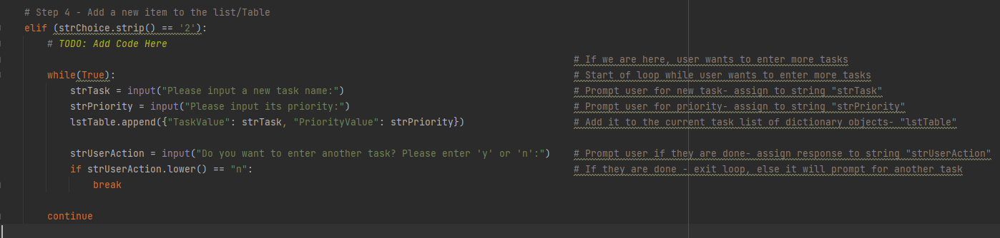 # Step 4 - Add a new item to the list/Table
elif (strChoice.strip() == '2'):
# TODO: Add Code Here
# If we are here, user wants to enter more tasks
while(True): # Start of loop while user wants to enter more tasks
strTask = input("Please input a new task name:") # Prompt user for new task- assign to string "strTask"
strPriority = input("Please input its priority:") # Prompt user for priority- assign to string "strPriority"
lstTable.append({"TaskValue": strTask, "PriorityValue": strPriority}) # Add it to the current task list of dictionary objects- "lstTable"
strUserAction = input("Do you want to enter another task? Please enter 'y' or 'n':") # Prompt user if they are done- assign response to string "strUserAction"
if strUserAction.lower() == "n": # If they are done - exit loop, else it will prompt for another task
break
continue